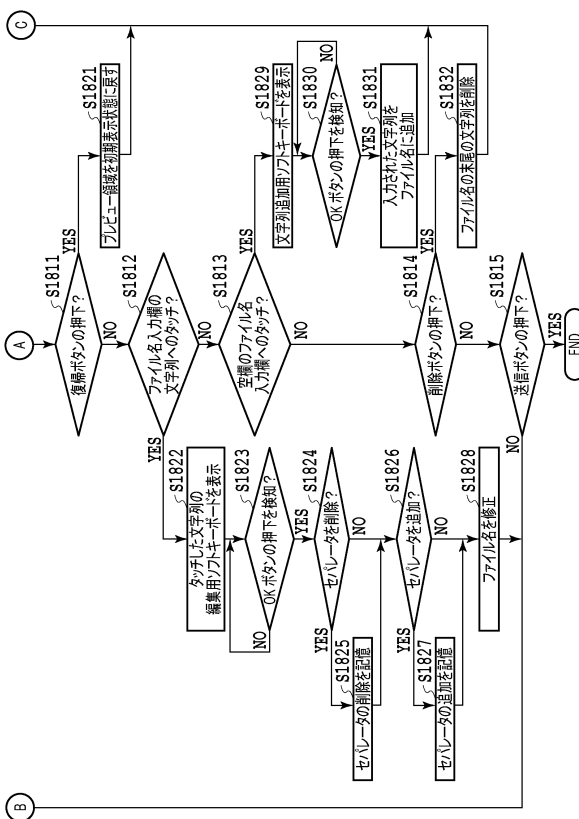 A
S1811
復帰ボタンの押下?
YES
NO
S1821
プレビュー領域を初期表示状態に戻す
C
S1812
ファイル名入力欄の
文字列へのタッチ?
YES
NO
S1822
タッチした文字列の
編集用ソフトキーボードを表示
S1823
OKボタンの押下を検知?
NO
YES
S1824
セパレータを削除?
YES
NO
S1825
セパレータの削除を記憶
S1826
セパレータを追加?
YES
NO
S1827
セパレータの追加を記憶
S1828
ファイル名を修正
S1813
空欄のファイル名
入力欄へのタッチ?
YES
NO
S1829
文字列追加用ソフトキーボードを表示
S1830
OKボタンの押下を検知?
NO
YES
S1831
入力された文字列を
ファイル名に追加
S1814
削除ボタンの押下?
YES
NO
S1832
ファイル名の末尾の文字列を削除
S1815
送信ボタンの押下?
NO
YES
END
B